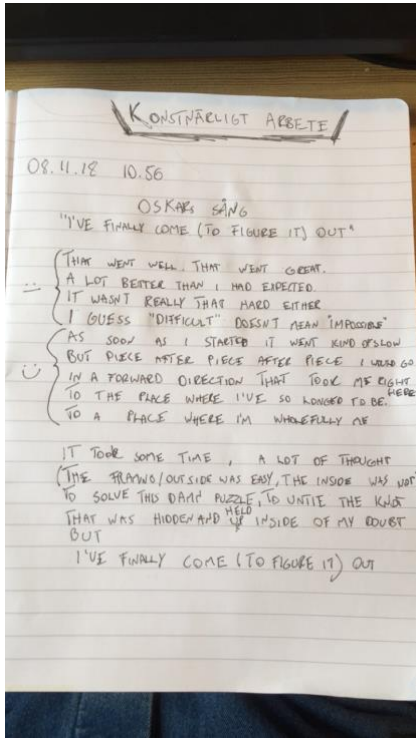 KONSTNÄRLIGT ARBETE
08.11.18 10.56
OSKARS SÅNG
"I'VE FINALLY COME (TO FIGURE IT) OUT"
THAT WENT WELL. THAT WENT GREAT.
A LOT BETTER THAN I HAD EXPECTED.
IT WASN'T REALLY THAT HARD EITHER
I GUESS "DIFFICULT" DOESN'T MEAN "IMPOSSIBLE"
AS SOON AS I STARTED IT WENT KIND OF SLOW
BUT PIECE AFTER PIECE AFTER PIECE I WOULD GO
IN A FORWARD DIRECTION THAT TOOK ME RIGHT HERE
TO THE PLACE WHERE I'VE SO LONGED TO BE.
TO A PLACE WHERE I'M WHOLEFULLY ME
IT TOOK SOME TIME, A LOT OF THOUGHT
(THE /OUTSIDE WAS EASY, THE INSIDE WAS NOT
TO SOLVE THIS DAMN PUZZLE, TO UNTIE THE KNOT
THAT WAS HIDDEN AND HELD UP INSIDE OF MY DOUBT
BUT
I'VE FINALLY COME (TO FIGURE IT) OUT